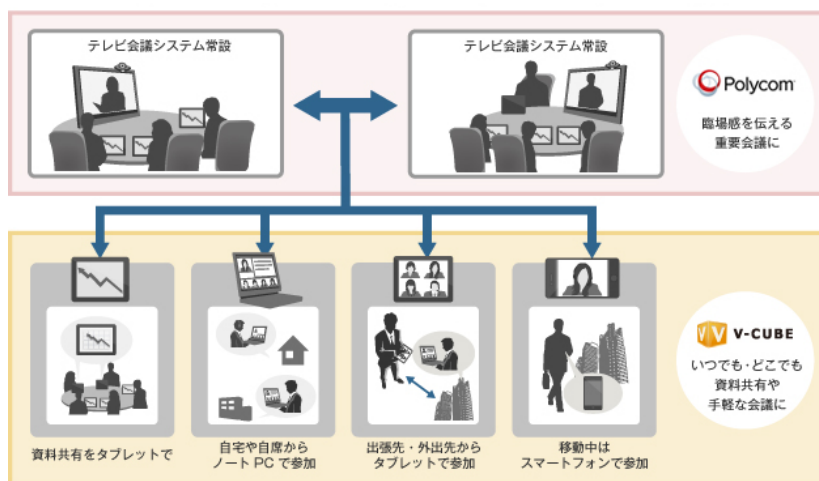 テレビ会議システム常設
テレビ会議システム常設
Polycom
臨場感を伝える
重要会議に
V-CUBE
いつでも・どこでも
資料共有や
手軽な会議に
資料共有をタブレットで
自宅や自席から
ノート PC で参加
出張先・外出先から
タブレットで参加
移動中は
スマートフォンで参加